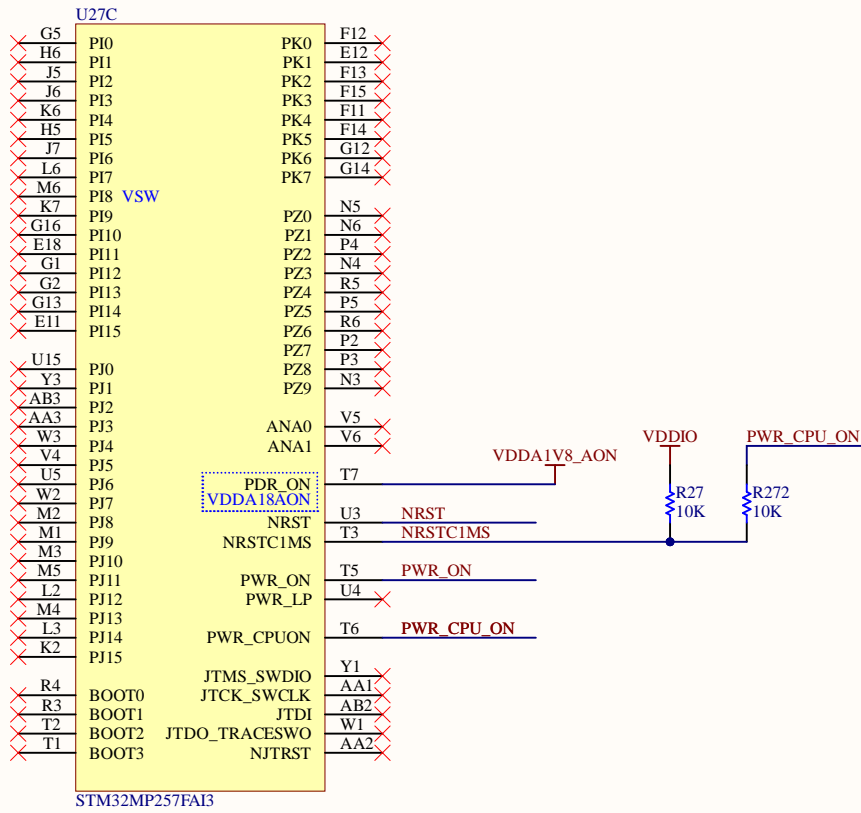 U27C
G5 PI0 PK0 F12
H6 PI1 PK1 E12
J5 PI2 PK2 F13
J6 PI3 PK3 F15
K6 PI4 PK4 F11
H5 PI5 PK5 F14
J7 PI6 PK6 G12
L6 PI7 PK7 G14
M6 PI8 VSW
K7 PI9 PZ0 N5
G16 PI10 PZ1 N6
E18 PI11 PZ2 P4
G1 PI12 PZ3 N4
G2 PI13 PZ4 R5
G13 PI14 PZ5 P5
E11 PI15 PZ6 R6
PZ7 P2
U15 PJ0 PZ8 P3
Y3 PJ1 PZ9 N3
AB3 PJ2
AA3 PJ3 ANA0 V5
W3 PJ4 ANA1 V6 VDDIO PWR_CPU_ON
V4 PJ5 VDDA1V8_AON
U5 PJ6 PDR_ON T7
W2 PJ7 VDDA18AON R27 R272
M2 PJ8 NRST U3 NRST 10K 10K
M1 PJ9 NRSTC1MS T3 NRSTC1MS
M3 PJ10
M5 PJ11 PWR_ON T5 PWR_ON
L2 PJ12 PWR_LP U4
M4 PJ13
L3 PJ14 PWR_CPUON T6 PWR_CPU_ON
K2 PJ15
JTMS_SWDIO Y1
R4 BOOT0 JTCK_SWCLK AA1
R3 BOOT1 JTDI AB2
T2 BOOT2 JTDO_TRACESWO W1
T1 BOOT3 NJTRST AA2
STM32MP257FAI3